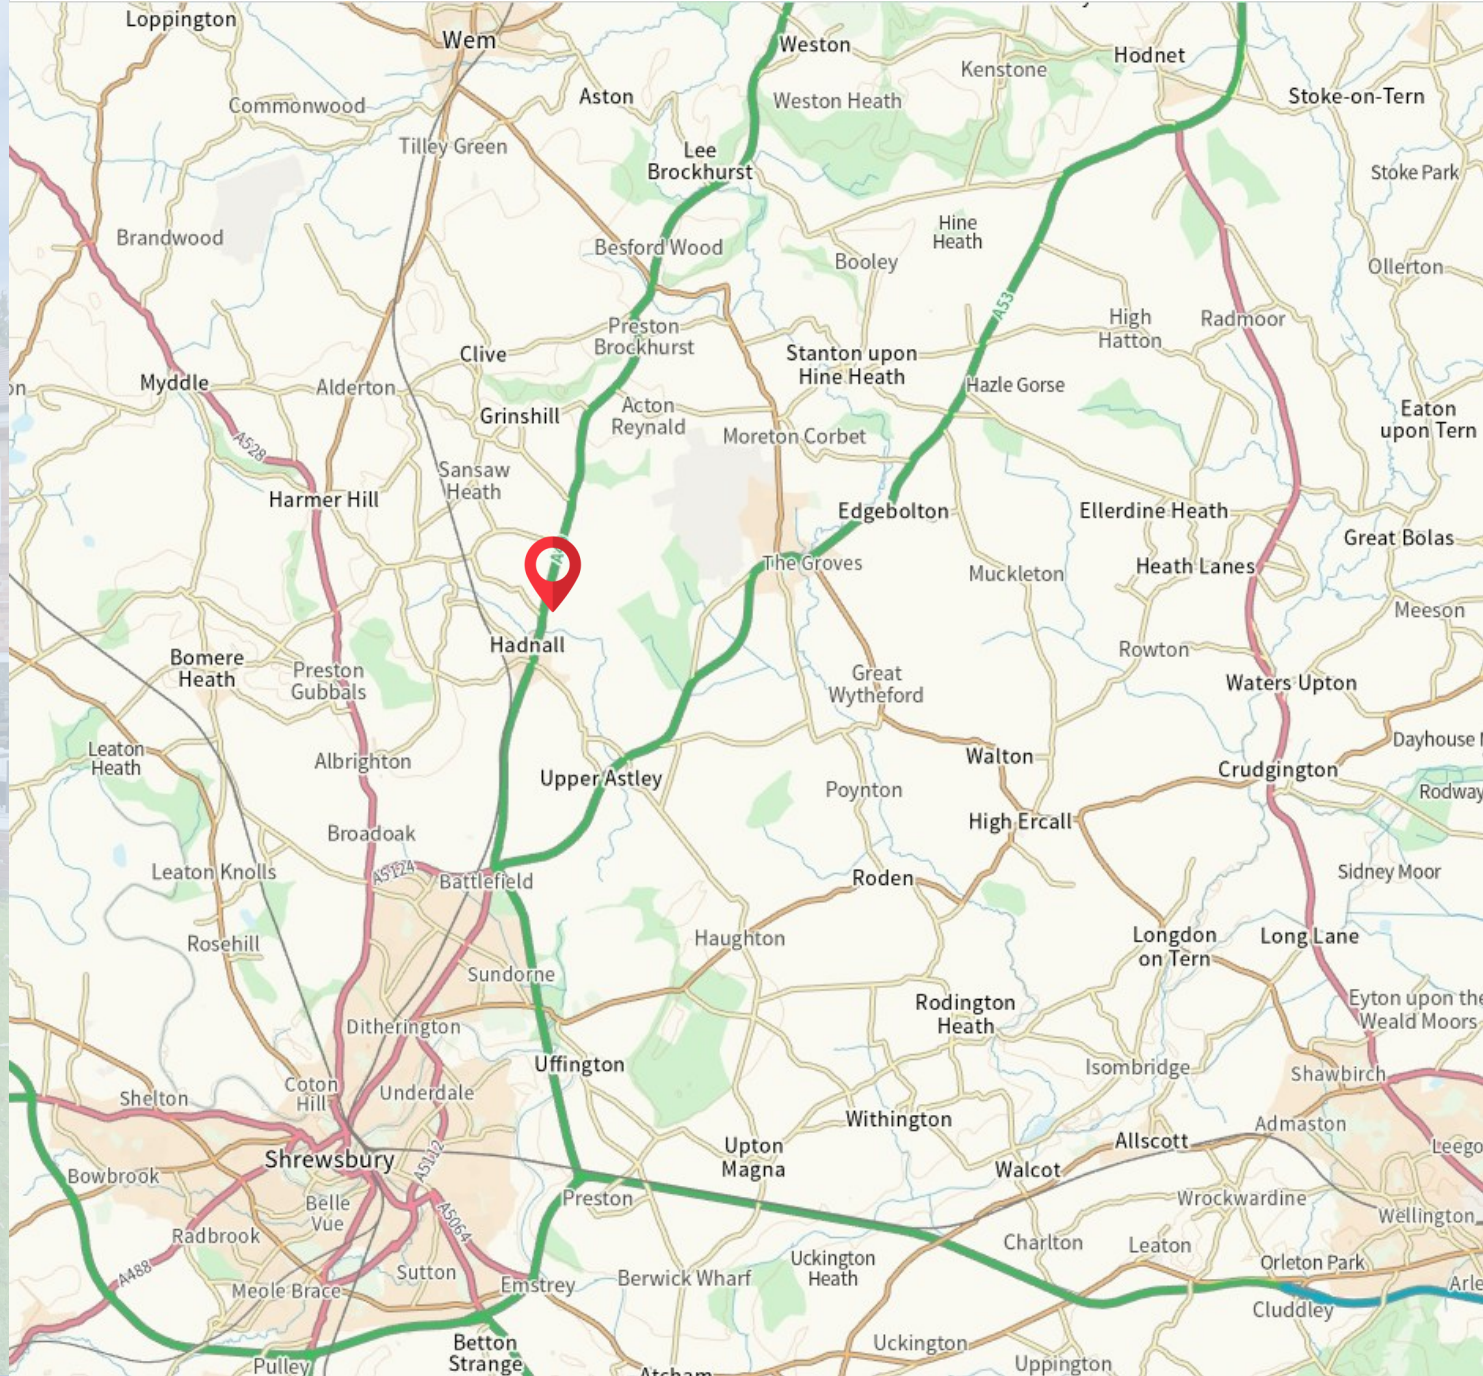 Loppington
Wem
Weston
Hodnet
Kenstone
Commonwood
Aston
Weston Heath
Stoke-on-Tern
Tilley Green
Lee
Brockhurst
Stoke Park
Brandwood
Besford Wood
Hine
Heath
Booley
Ollerton
A53
Preston
Brockhurst
High
Hatton
Radmoor
Clive
Stanton upon
Hine Heath
Myddle
Alderton
Hazle Gorse
Grinshill
Acton
Reynald
Eaton
upon Tern
A528
Moreton Corbet
Sansaw
Heath
Harmer Hill
Edgebolton
Ellerdine Heath
Great Bolas
The Groves
Muckleton
Heath Lanes
Meeson
Hadnall
Bomere
Heath
Preston
Gubbals
Rowton
Great
Wytheford
Waters Upton
Leaton
Heath
Albrighton
Walton
Dayhouse
Upper Astley
Crudgington
Poynton
Rodway
Broadoak
High Ercall
A5124
Leaton Knolls
Battlefield
Roden
Sidney Moor
Rosehill
Haughton
Longdon
on Tern
Long Lane
Sundorne
Rodington
Heath
Eyton upon the
Weald Moors
Ditherington
Uffington
Isombridge
Shawbirch
Coton
Hill
Underdale
Shelton
Withington
Admaston
Upton
Magna
Allscott
Shrewsbury
A5112
Walcot
Bowbrook
Preston
Wrockwardine
Belle
Vue
A5064
Wellington
Radbrook
Charlton
Leaton
A488
Sutton
Uckington
Heath
Orleton Park
Meole Brace
Emstrey
Berwick Wharf
Cluddley
Betton
Strange
Uckington
Pulley
Uppington
Atcham